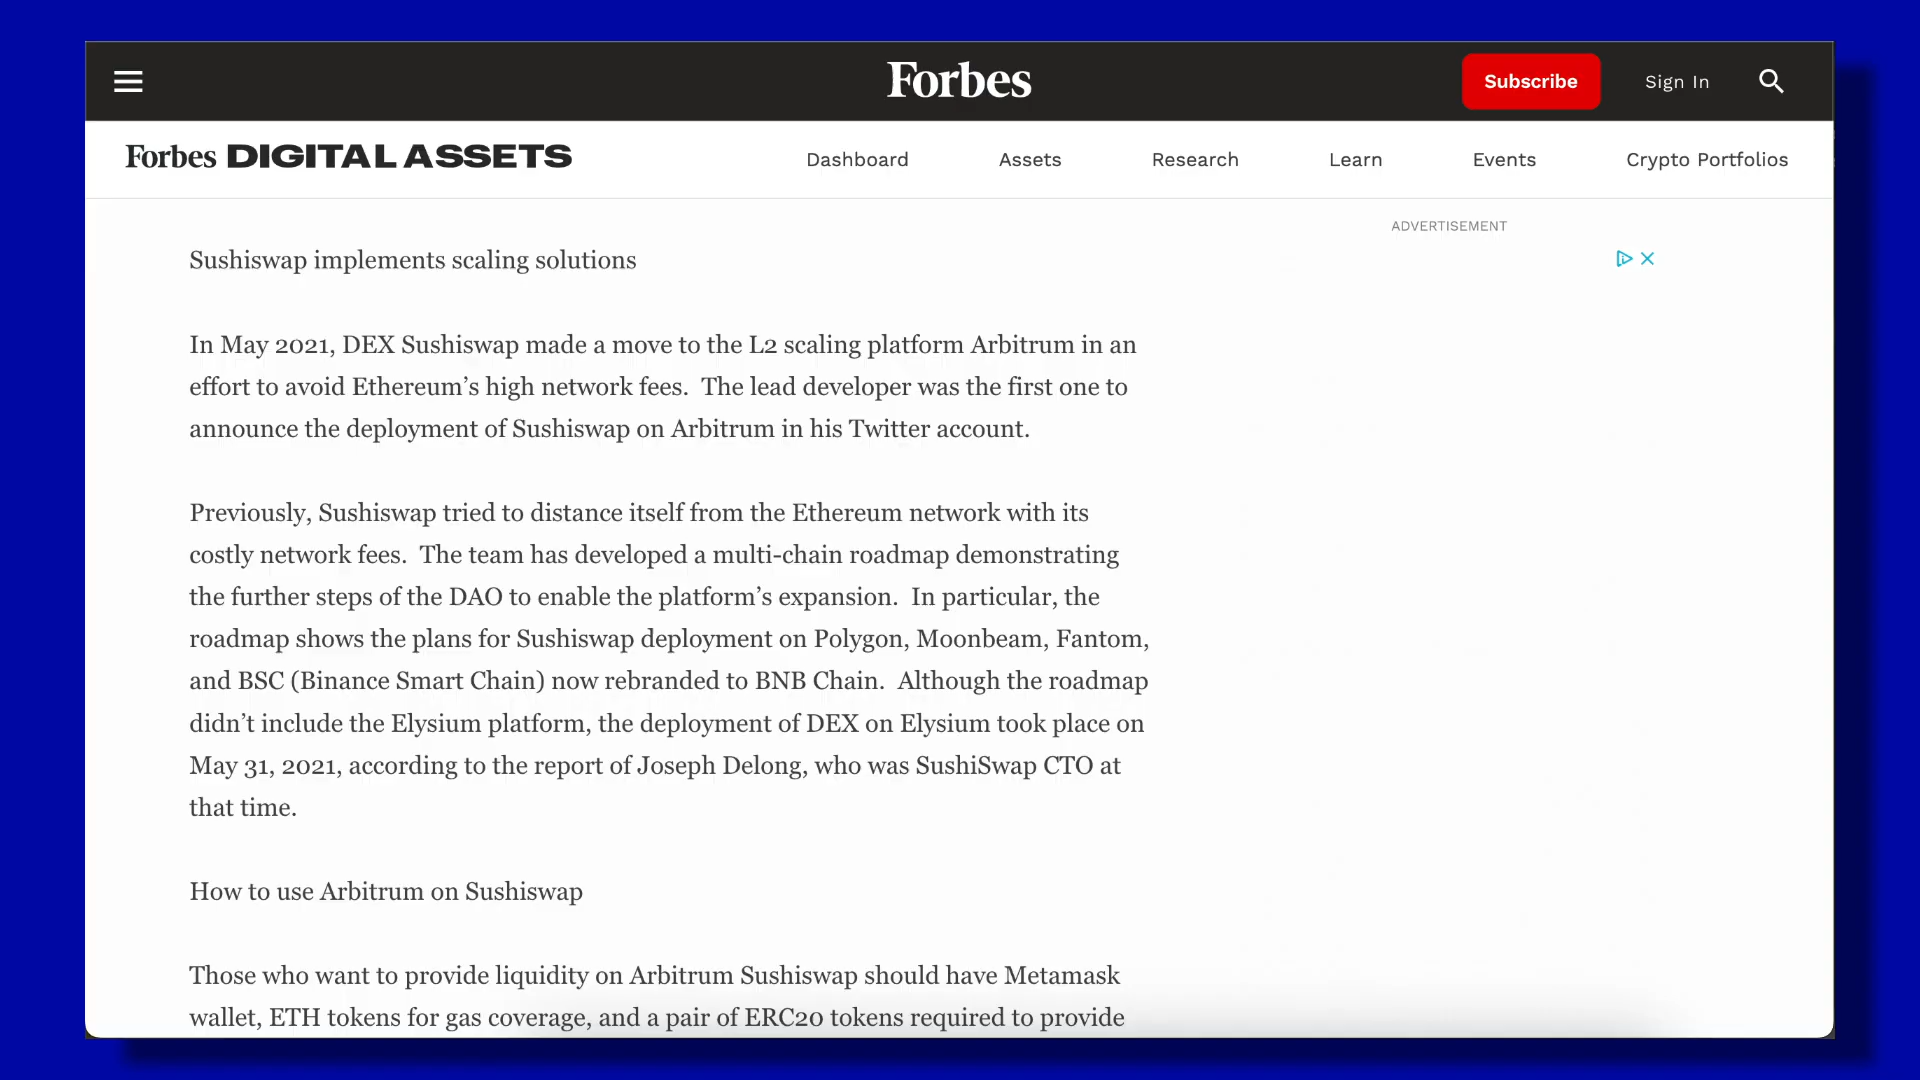 Forbes
Subscribe
Sign In
Forbes DIGITAL ASSETS
Dashboard
Assets
Research
Learn
Events
Crypto Portfolios
ADVERTISEMENT
Sushiswap implements scaling solutions
In May 2021, DEX Sushiswap made a move to the L2 scaling platform Arbitrum in an
effort to avoid Ethereum’s high network fees.  The lead developer was the first one to
announce the deployment of Sushiswap on Arbitrum in his Twitter account.
Previously, Sushiswap tried to distance itself from the Ethereum network with its
costly network fees.  The team has developed a multi-chain roadmap demonstrating
the further steps of the DAO to enable the platform’s expansion.  In particular, the
roadmap shows the plans for Sushiswap deployment on Polygon, Moonbeam, Fantom,
and BSC (Binance Smart Chain) now rebranded to BNB Chain.  Although the roadmap
didn’t include the Elysium platform, the deployment of DEX on Elysium took place on
May 31, 2021, according to the report of Joseph Delong, who was SushiSwap CTO at
that time.
How to use Arbitrum on Sushiswap
Those who want to provide liquidity on Arbitrum Sushiswap should have Metamask
wallet, ETH tokens for gas coverage, and a pair of ERC20 tokens required to provide